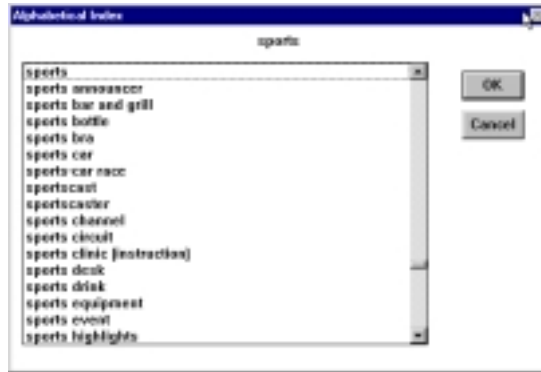 Alphabetical Index
sports
sports
sports announcer
sports bar and grill
sports bottle
sports bra
sports car
sports car race
sportscast
sportscaster
sports channel
sports circuit
sports clinic [instruction]
sports desk
sports drink
sports equipment
sports event
sports highlights
OK
Cancel